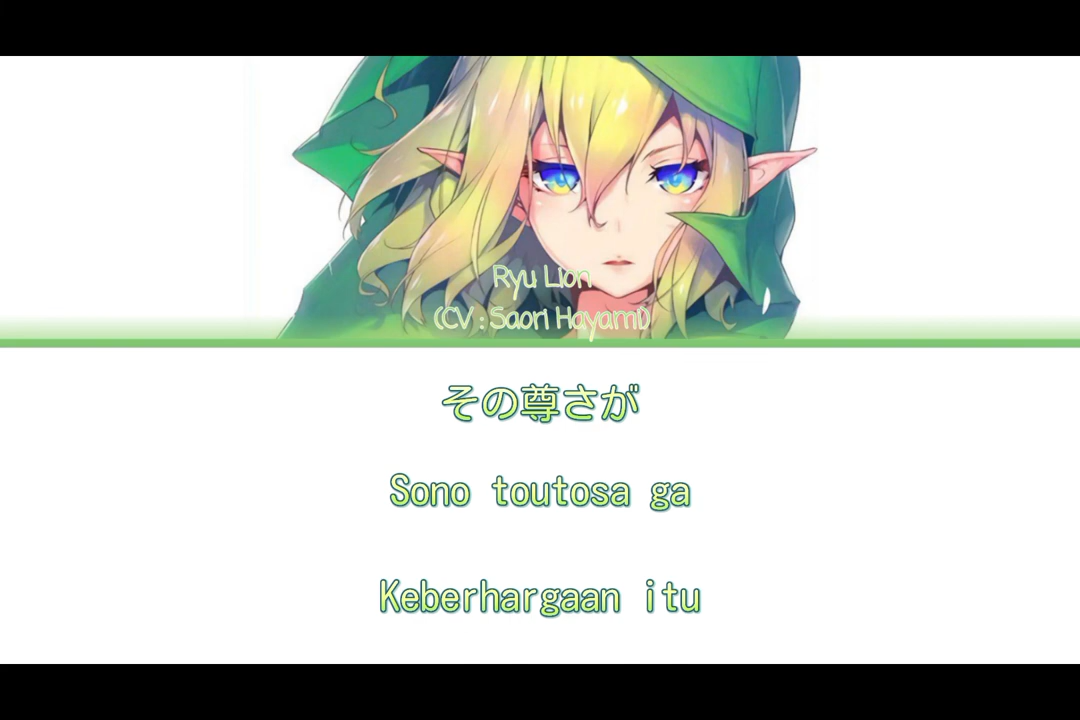 Ryu Lion
(CV : Saori Hayami)
その尊さが
Sono toutosa ga
Keberhargaan itu